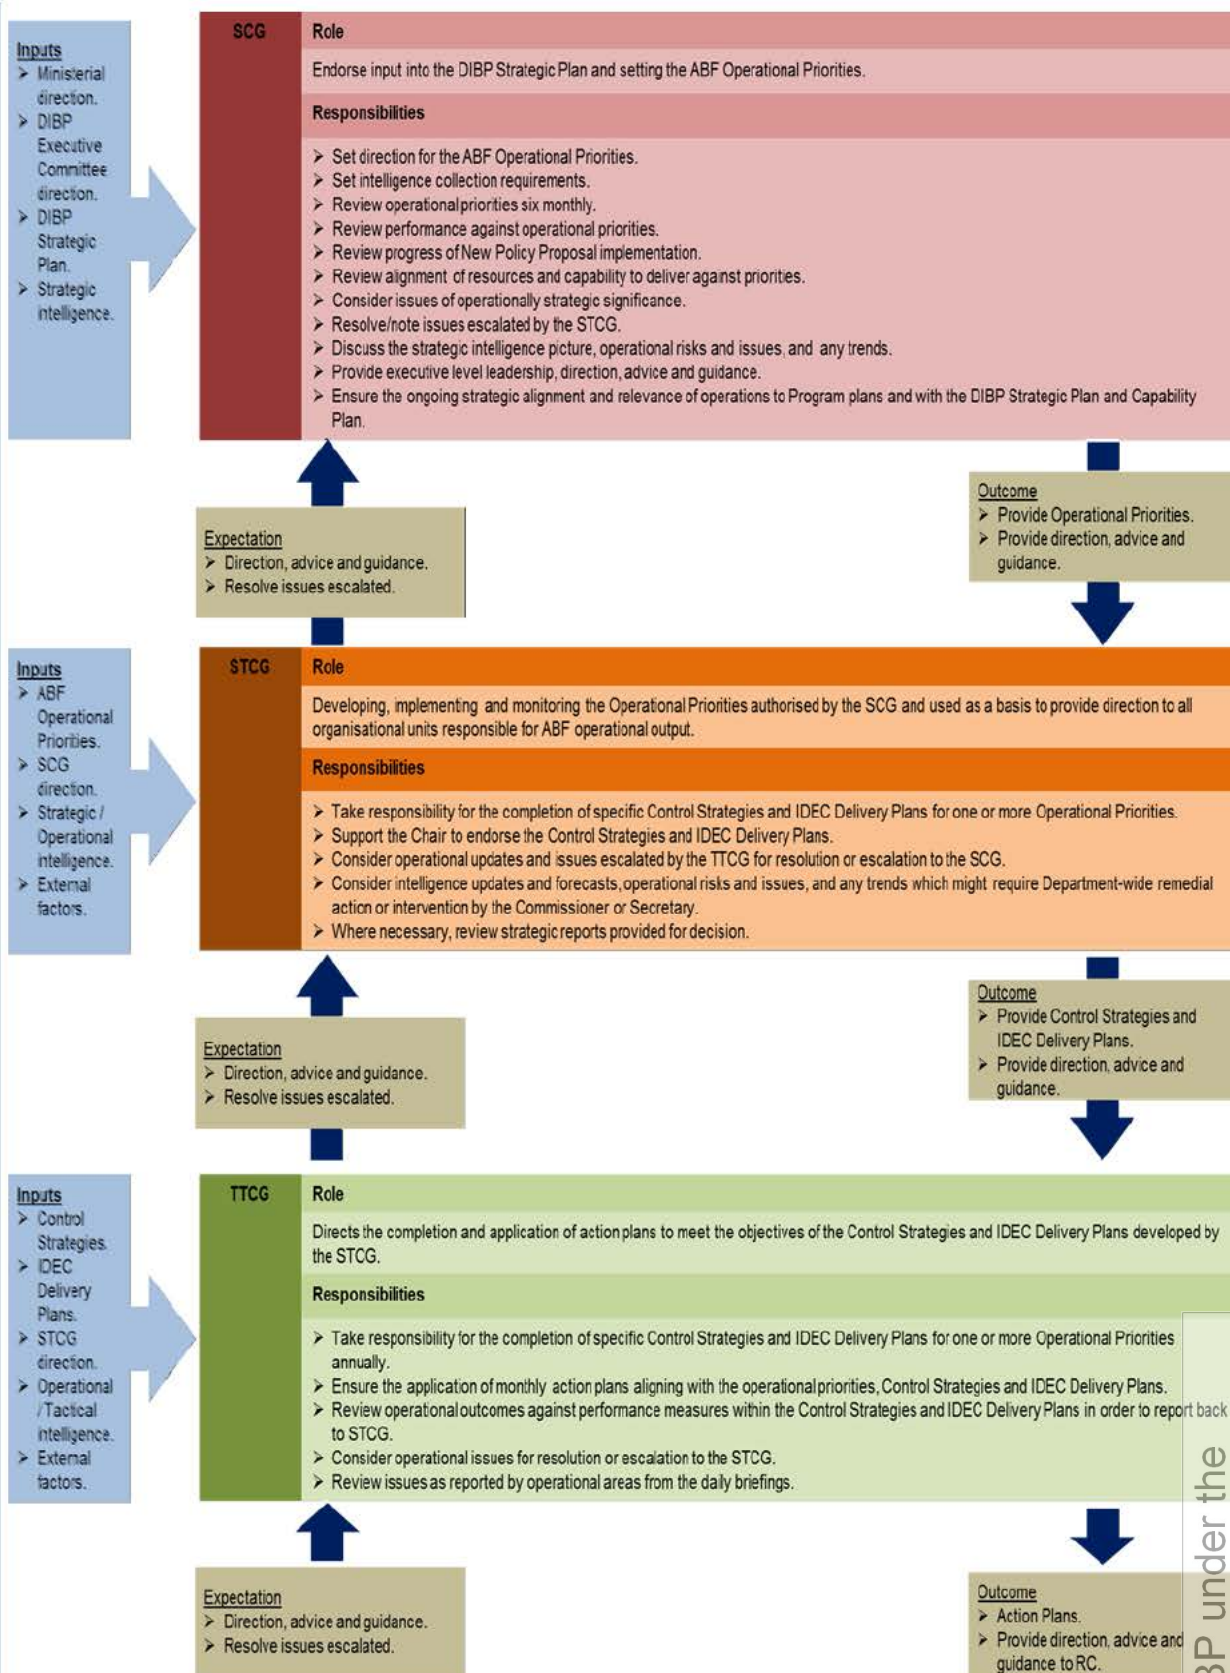 Inputs
➢ Ministerial
direction.
➢ DIBP
Executive
Committee
direction.
➢ DIBP
Strategic
Plan.
➢ Strategic
intelligence.
SCG
Role
Endorse input into the DIBP Strategic Plan and setting the ABF Operational Priorities.
Responsibilities
➢ Set direction for the ABF Operational Priorities.
➢ Set intelligence collection requirements.
➢ Review operational priorities six monthly.
➢ Review performance against operational priorities.
➢ Review progress of New Policy Proposal implementation.
➢ Review alignment of resources and capability to deliver against priorities.
➢ Consider issues of operationally strategic significance.
➢ Resolve/note issues escalated by the STCG.
➢ Discuss the strategic intelligence picture, operational risks and issues, and any trends.
➢ Provide executive level leadership, direction, advice and guidance.
➢ Ensure the ongoing strategic alignment and relevance of operations to Program plans and with the DIBP Strategic Plan and Capability
Plan.
Expectation
➢ Direction, advice and guidance.
➢ Resolve issues escalated.
Outcome
➢ Provide Operational Priorities.
➢ Provide direction, advice and
guidance.
Inputs
➢ ABF
Operational
Priorities.
➢ SCG
direction.
➢ Strategic /
Operational
intelligence.
➢ External
factors.
STCG
Role
Developing, implementing and monitoring the Operational Priorities authorised by the SCG and used as a basis to provide direction to all
organisational units responsible for ABF operational output.
Responsibilities
➢ Take responsibility for the completion of specific Control Strategies and IDEC Delivery Plans for one or more Operational Priorities.
➢ Support the Chair to endorse the Control Strategies and IDEC Delivery Plans.
➢ Consider operational updates and issues escalated by the TTCG for resolution or escalation to the SCG.
➢ Consider intelligence updates and forecasts, operational risks and issues, and any trends which might require Department-wide remedial
action or intervention by the Commissioner or Secretary.
➢ Where necessary, review strategic reports provided for decision.
Expectation
➢ Direction, advice and guidance.
➢ Resolve issues escalated.
Outcome
➢ Provide Control Strategies and
IDEC Delivery Plans.
➢ Provide direction, advice and
guidance.
Inputs
➢ Control
Strategies.
➢ IDEC
Delivery
Plans.
➢ STCG
direction.
➢ Operational
/ Tactical
intelligence.
➢ External
factors.
TTCG
Role
Directs the completion and application of action plans to meet the objectives of the Control Strategies and IDEC Delivery Plans developed by
the STCG.
Responsibilities
➢ Take responsibility for the completion of specific Control Strategies and IDEC Delivery Plans for one or more Operational Priorities
annually.
➢ Ensure the application of monthly action plans aligning with the operational priorities, Control Strategies and IDEC Delivery Plans.
➢ Review operational outcomes against performance measures within the Control Strategies and IDEC Delivery Plans in order to report back
to STCG.
➢ Consider operational issues for resolution or escalation to the STCG.
➢ Review issues as reported by operational areas from the daily briefings.
Expectation
➢ Direction, advice and guidance.
➢ Resolve issues escalated.
Outcome
➢ Action Plans.
➢ Provide direction, advice and
guidance to RC.
under the